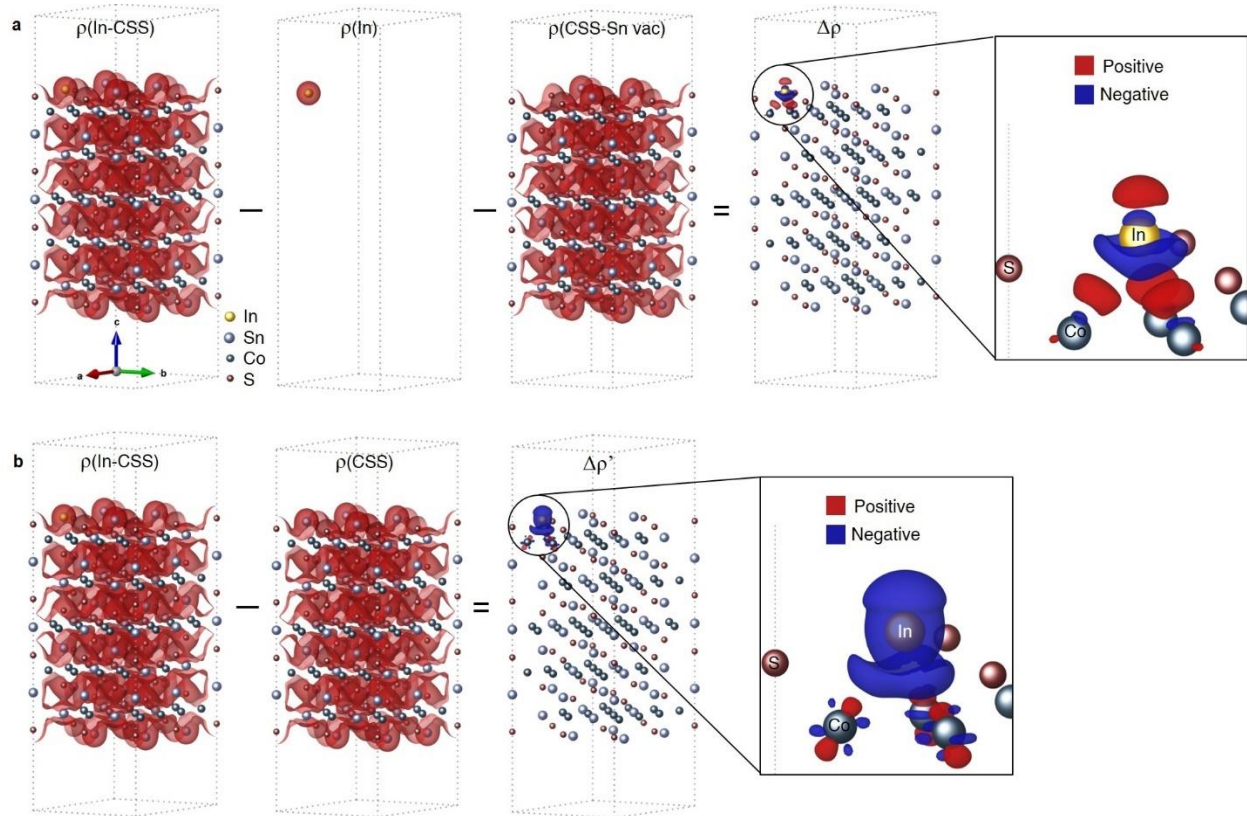 a
ρ(In-CSS)
ρ(In)
ρ(CSS-Sn vac)
Δρ
Positive
Negative
In
S
Co
— — =
In
Sn
Co
S
c
a
b
b
ρ(In-CSS)
ρ(CSS)
Δρ’
Positive
Negative
In
S
Co
— =